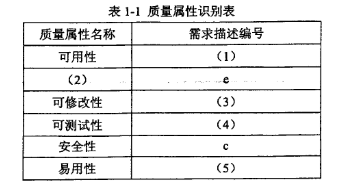 表 1-1 质量属性识别表
质量属性名称 需求描述编号
可用性 （1）
（2） e
可修改性 （3）
可测试性 （4）
安全性 c
易用性 （5）